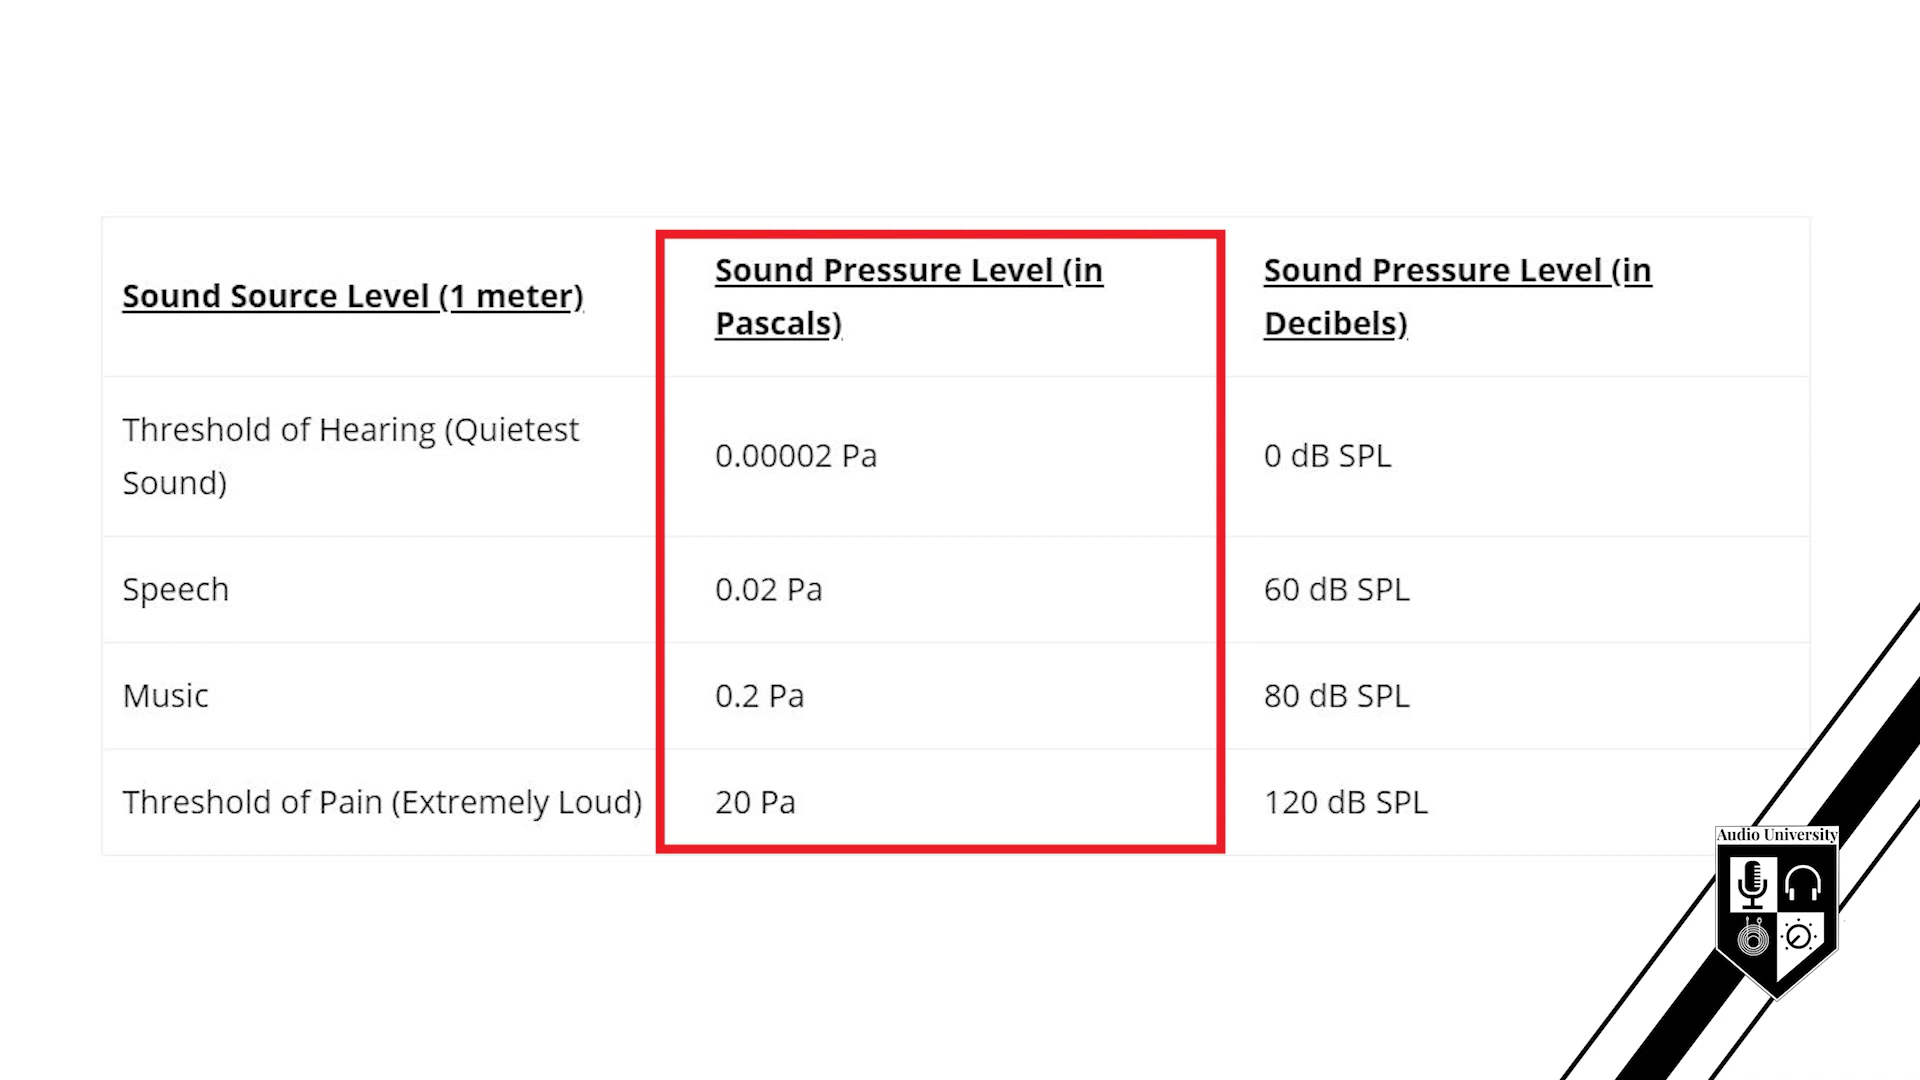 Sound Source Level (1 meter)
Sound Pressure Level (in
Pascals)
Sound Pressure Level (in
Decibels)
Threshold of Hearing (Quietest
Sound)
0.00002 Pa
0 dB SPL
Speech
0.02 Pa
60 dB SPL
Music
0.2 Pa
80 dB SPL
Threshold of Pain (Extremely Loud)
20 Pa
120 dB SPL
Audio University